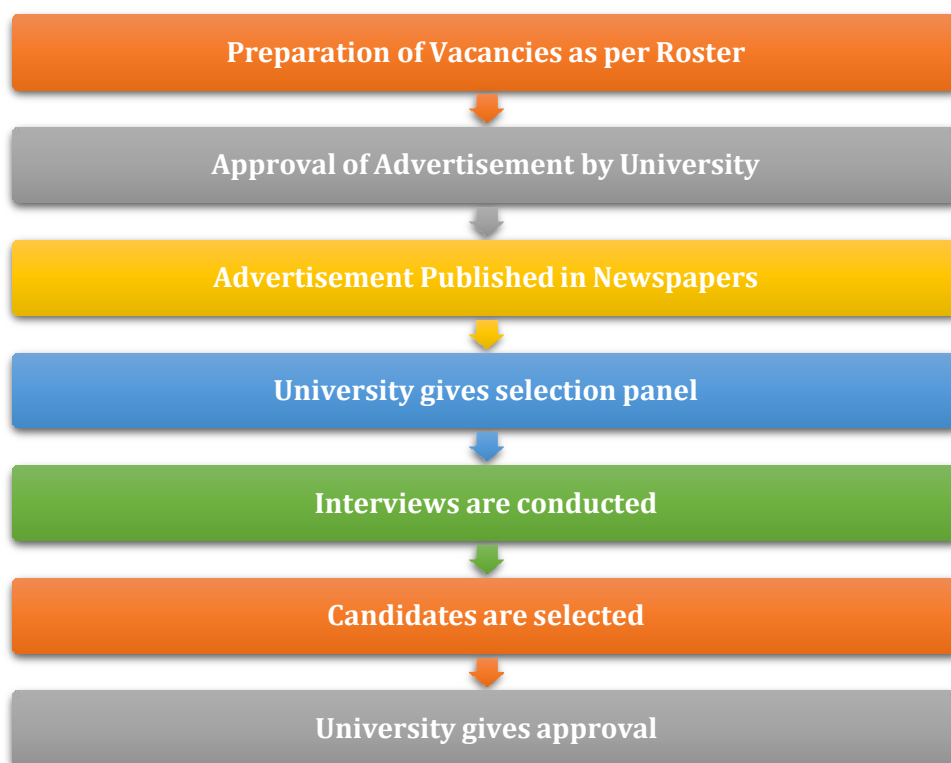 Preparation of Vacancies as per Roster
Approval of Advertisement by University
Advertisement Published in Newspapers
University gives selection panel
Interviews are conducted
Candidates are selected
University gives approval